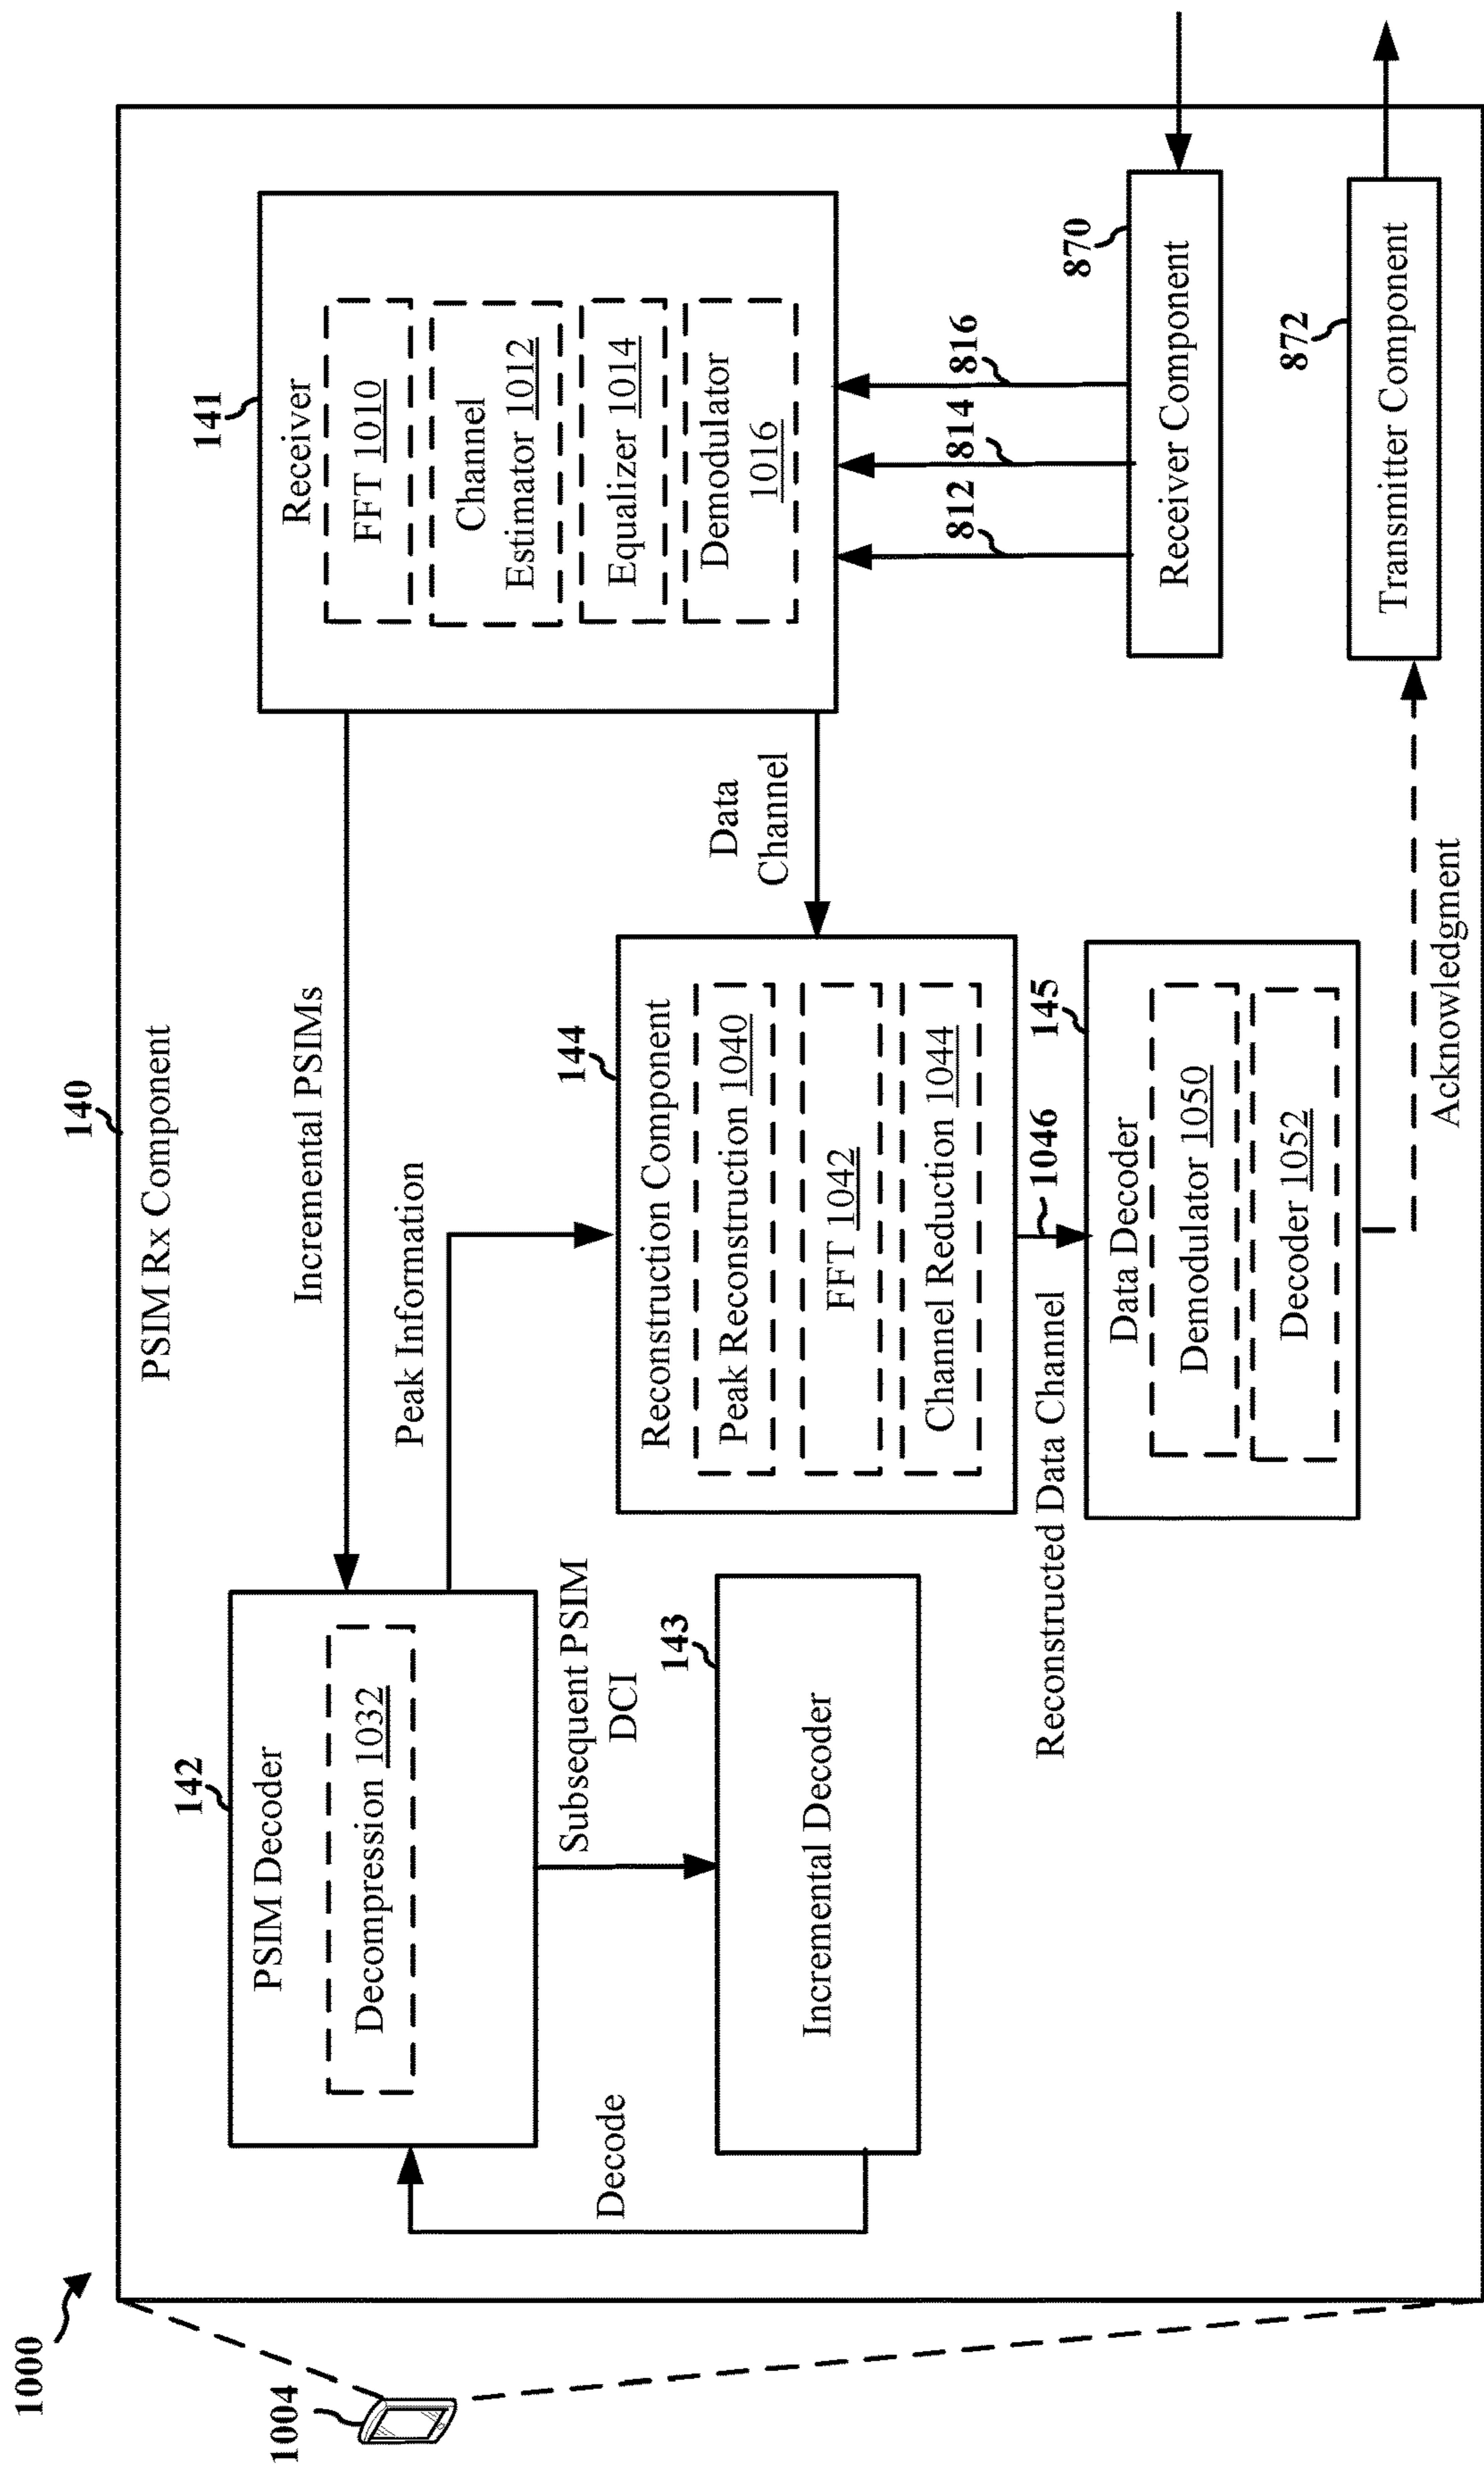 1000
1004
140
PSIM Rx Component
142
PSIM Decoder
Decompression 1032
Incremental PSIMs
Peak Information
141
Receiver
FFT 1010
Channel
Estimator 1012
Equalizer 1014
Demodulator
1016
Decode
Subsequent PSIM
DCI
143
Incremental Decoder
144
Reconstruction Component
Peak Reconstruction 1040
FFT 1042
Channel Reduction 1044
Data
Channel
812
814
816
870
Receiver Component
Reconstructed Data Channel
1046
145
Data Decoder
Demodulator 1050
Decoder 1052
Acknowledgment
872
Transmitter Component